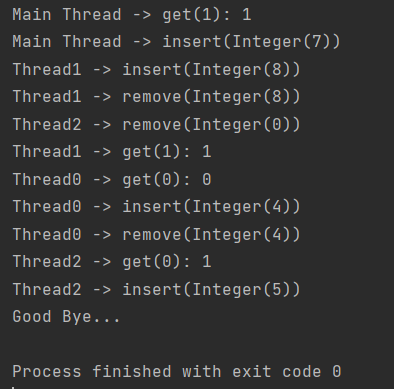 Main Thread -> get(1): 1
Main Thread -> insert(Integer(7))
Thread1 -> insert(Integer(8))
Thread1 -> remove(Integer(8))
Thread2 -> remove(Integer(0))
Thread1 -> get(1): 1
Thread0 -> get(0): 0
Thread0 -> insert(Integer(4))
Thread0 -> remove(Integer(4))
Thread2 -> get(0): 1
Thread2 -> insert(Integer(5))
Good Bye...
Process finished with exit code 0